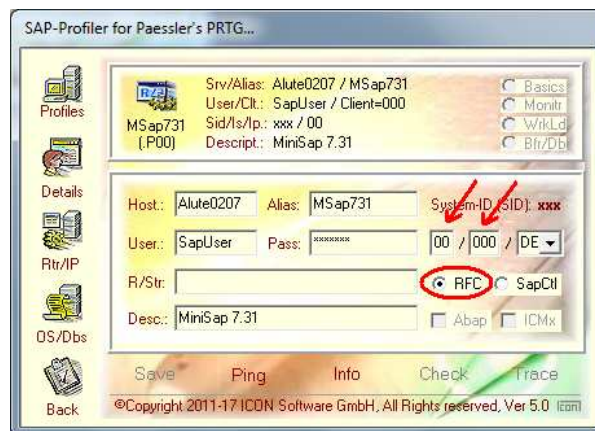 SAP-Profiler for Paessler's PRTG...
Profiles
Details
Rtr/IP
OS/Dbs
Back
R/3
MSap731
(.P00)
Srv/Alias: Alute0207 / MSap731
User/Clt.: SapUser / Client=000
Sid/Is/Ip.: xxx / 00
Descript.: MiniSap 7.31
Basics
Monitr
WrkLd
Bfr/Db
Host.: Alute0207 Alias: MSap731 System-ID (SID): xxx
User.: SapUser Pass: ******* 00 / 000 / DE
R/Str: RFC SapCtl
Desc.: MiniSap 7.31 Abap ICMx
Save Ping Info Check Trace
©Copyright 2011-17 ICON Software GmbH, All Rights reserved, Ver 5.0 icon